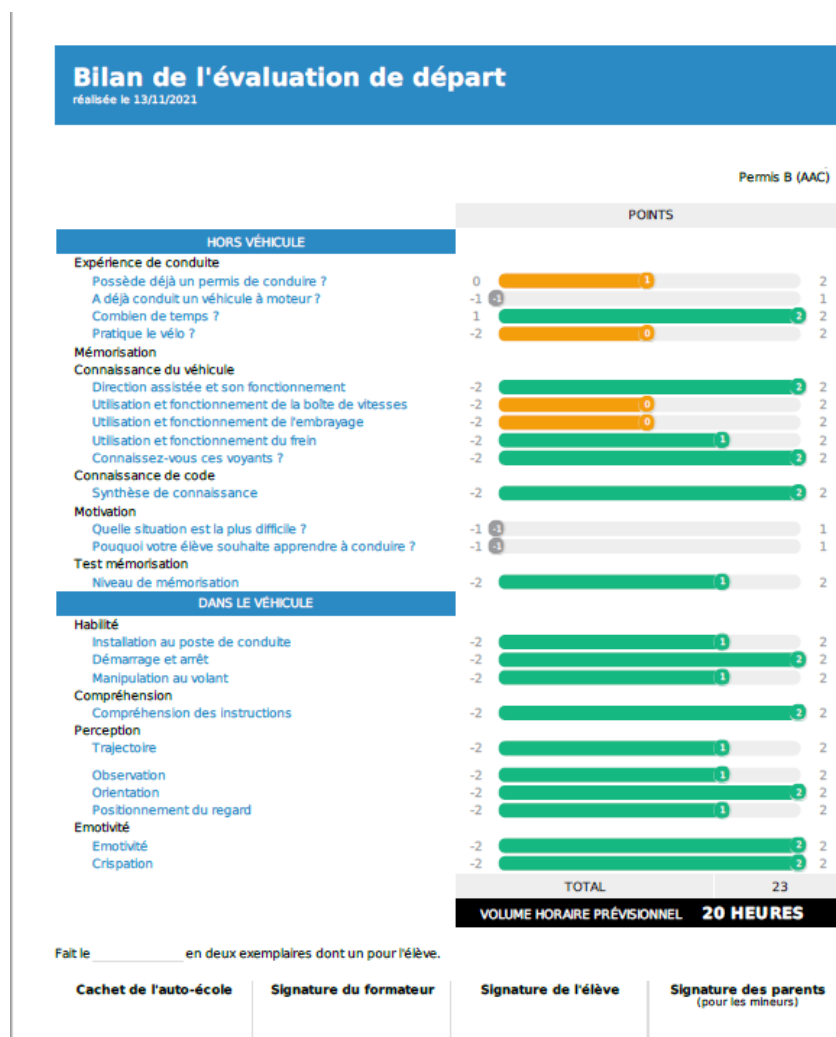 Bilan de l'évaluation de départ
réalisée le 13/11/2021
Permis B (AAC)
POINTS
HORS VÉHICULE
Expérience de conduite
Possède déjà un permis de conduire ? 0 1 2
A déjà conduit un véhicule à moteur ? -1 -1 1
Combien de temps ? 1 2 2
Pratique le vélo ? -2 0 2
Mémorisation
Connaissance du véhicule
Direction assistée et son fonctionnement -2 2 2
Utilisation et fonctionnement de la boîte de vitesses -2 0 2
Utilisation et fonctionnement de l'embrayage -2 0 2
Utilisation et fonctionnement du frein -2 1 2
Connaissez-vous ces voyants ? -2 2 2
Connaissance de code
Synthèse de connaissance -2 2 2
Motivation
Quelle situation est la plus difficile ? -1 -1 1
Pouquoi votre élève souhaite apprendre à conduire ? -1 -1 1
Test mémorisation
Niveau de mémorisation -2 1 2
DANS LE VÉHICULE
Habilité
Installation au poste de conduite -2 1 2
Démarrage et arrêt -2 2 2
Manipulation au volant -2 1 2
Compréhension
Compréhension des instructions -2 2 2
Perception
Trajectoire -2 1 2
Observation -2 1 2
Orientation -2 2 2
Positionnement du regard -2 1 2
Emotivité
Emotivité -2 2 2
Crispation -2 2 2
TOTAL 23
VOLUME HORAIRE PRÉVISIONNEL 20 HEURES
Fait le ______________ en deux exemplaires dont un pour l'élève.
Cachet de l'auto-école Signature du formateur Signature de l'élève Signature des parents
(pour les mineurs)